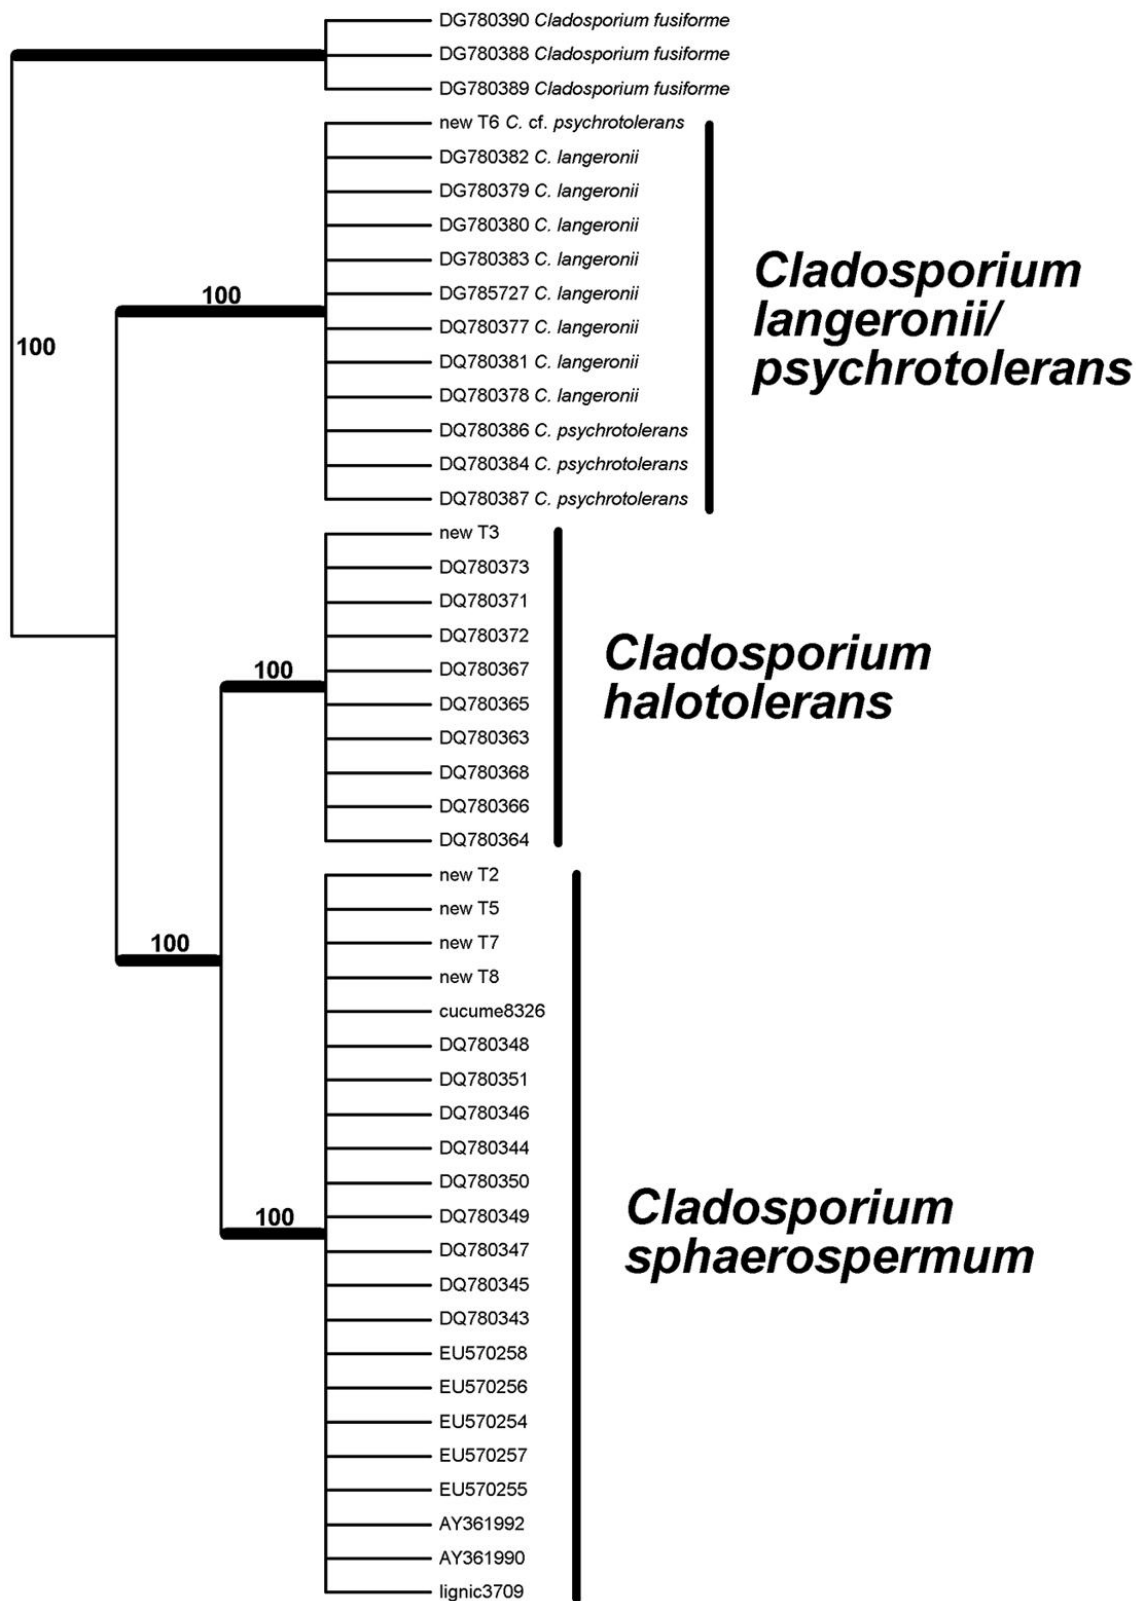 DG780390 Cladosporium fusiforme
DG780388 Cladosporium fusiforme
DG780389 Cladosporium fusiforme
new T6 C. cf. psychrotolerans
DG780382 C. langeronii
DG780379 C. langeronii
DG780380 C. langeronii
DG780383 C. langeronii
DG785727 C. langeronii
DQ780377 C. langeronii
DQ780381 C. langeronii
DQ780378 C. langeronii
DQ780386 C. psychrotolerans
DQ780384 C. psychrotolerans
DQ780387 C. psychrotolerans
Cladosporium
langeronii/
psychrotolerans
100
100
new T3
DQ780373
DQ780371
DQ780372
DQ780367
DQ780365
DQ780363
DQ780368
DQ780366
DQ780364
Cladosporium
halotolerans
100
100
new T2
new T5
new T7
new T8
cucume8326
DQ780348
DQ780351
DQ780346
DQ780344
DQ780350
DQ780349
DQ780347
DQ780345
DQ780343
EU570258
EU570256
EU570254
EU570257
EU570255
AY361992
AY361990
lignic3709
Cladosporium
sphaerospermum
100